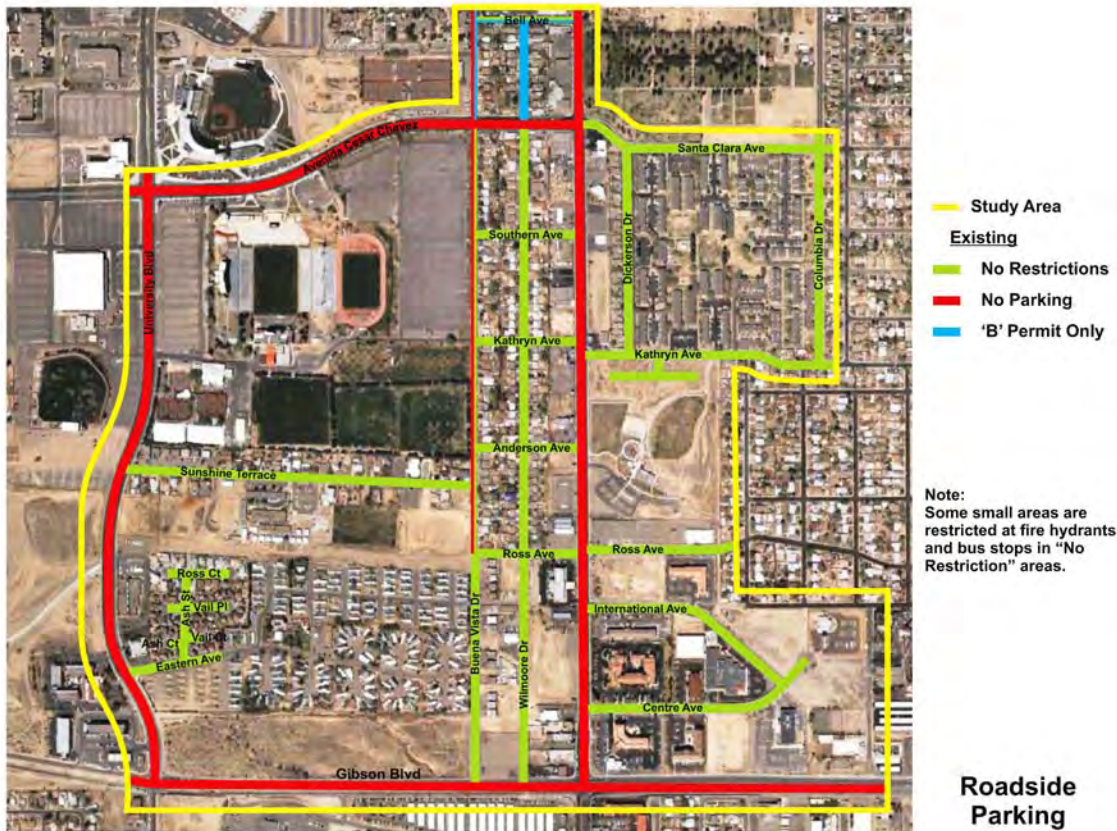 Bell Ave
Avenida Cesar Chavez
Santa Clara Ave
University Blvd
Southern Ave
Dickerson Dr
Columbia Dr
Kathryn Ave
Kathryn Ave
Anderson Ave
Sunshine Terrace
Ross Ave
Ross Ave
Ross Ct
Ash St
Vail Pl
Vail Ct
Ash Ct
Eastern Ave
Buena Vista Dr
Wilmoore Dr
International Ave
Centre Ave
Gibson Blvd
Study Area
Existing
No Restrictions
No Parking
‘B’ Permit Only
Note:
Some small areas are
restricted at fire hydrants
and bus stops in “No
Restriction” areas.
Roadside
Parking